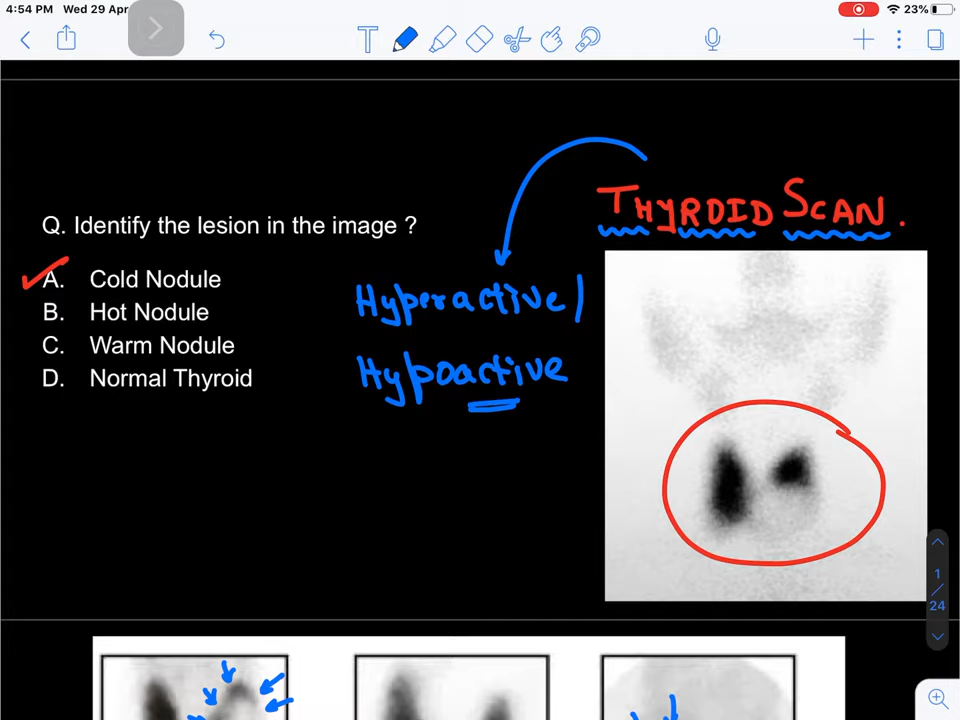 4:54 PM Wed 29 Apr
23%
T
THYROID SCAN.
Q. Identify the lesion in the image ?
A. Cold Nodule
B. Hot Nodule
C. Warm Nodule
D. Normal Thyroid
Hyperactive/
Hypoactive
1
/
24